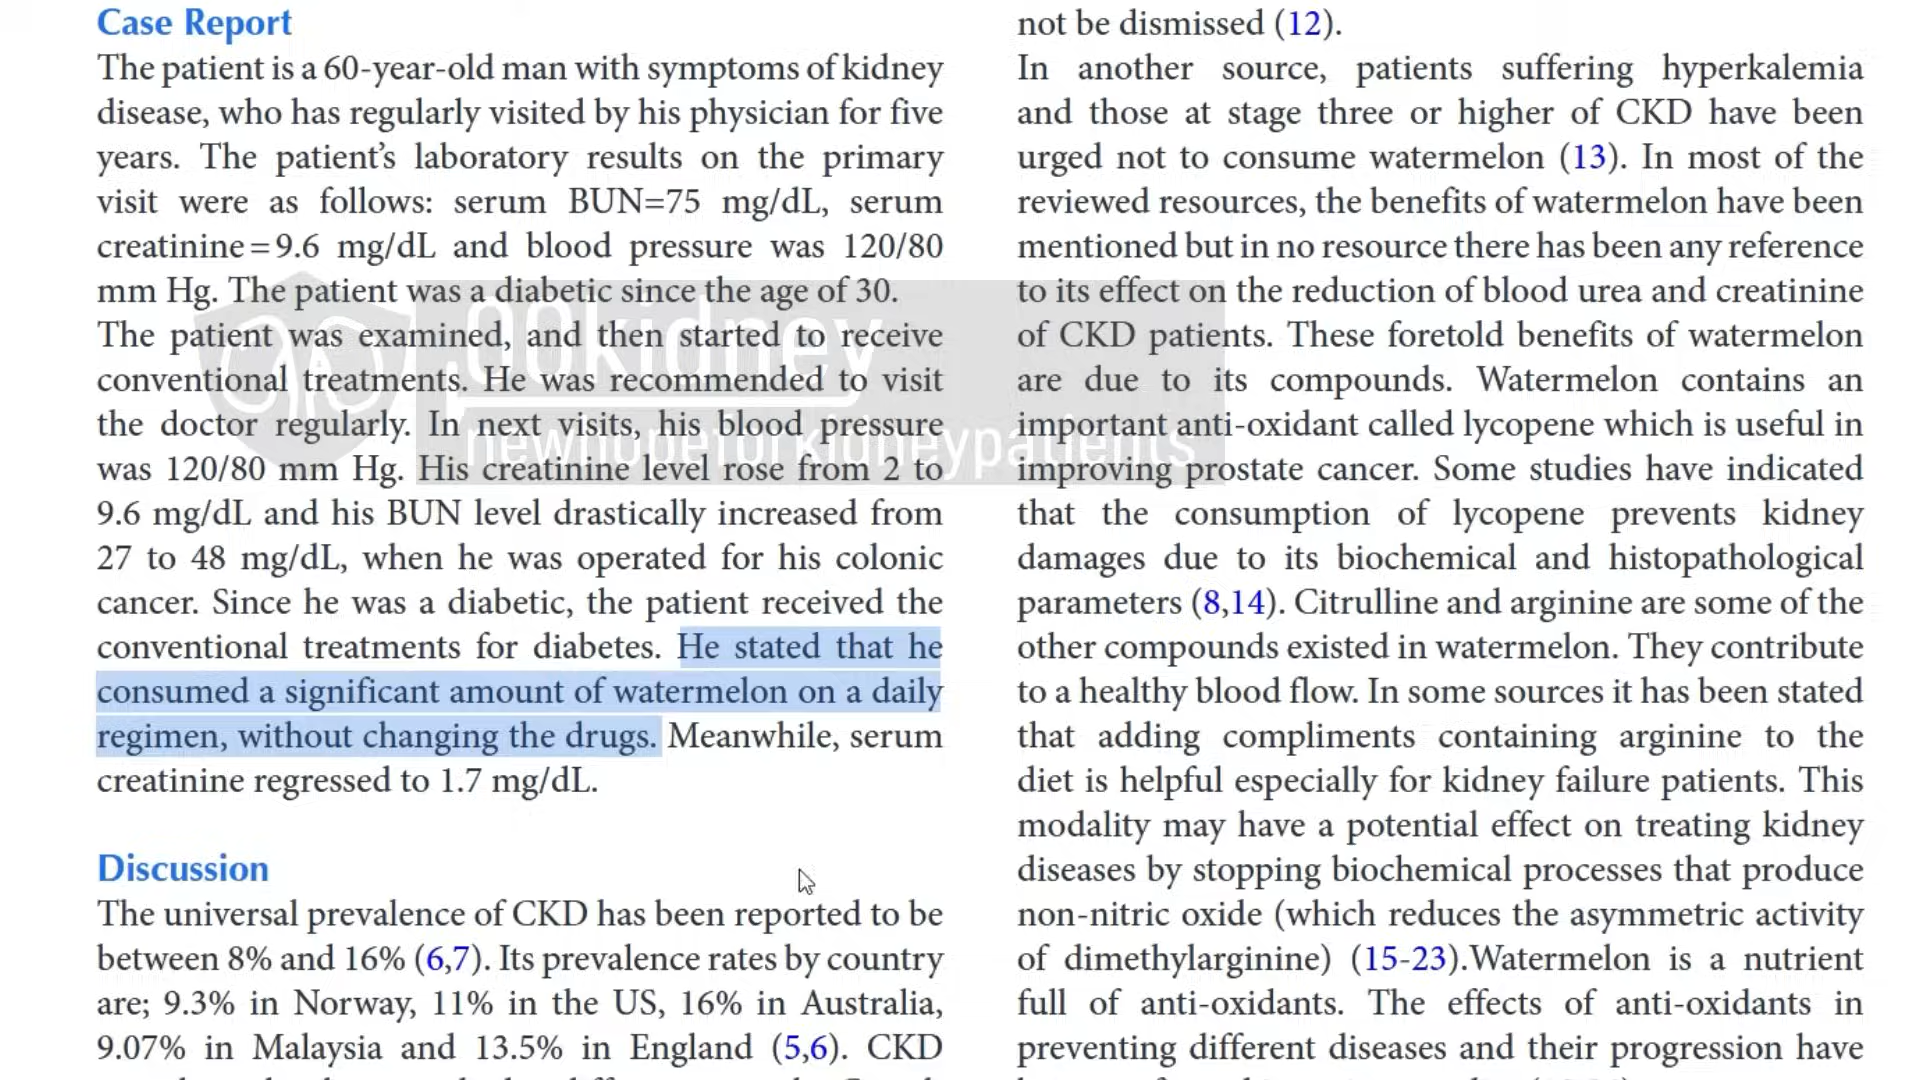 Case Report
The patient is a 60-year-old man with symptoms of kidney
disease, who has regularly visited by his physician for five
years. The patient's laboratory results on the primary
visit were as follows: serum BUN=75 mg/dL, serum
creatinine=9.6 mg/dL and blood pressure was 120/80
mm Hg. The patient was a diabetic since the age of 30.
The patient was examined, and then started to receive
conventional treatments. He was recommended to visit
the doctor regularly. In next visits, his blood pressure
was 120/80 mm Hg. His creatinine level rose from 2 to
9.6 mg/dL and his BUN level drastically increased from
27 to 48 mg/dL, when he was operated for his colonic
cancer. Since he was a diabetic, the patient received the
conventional treatments for diabetes. He stated that he
consumed a significant amount of watermelon on a daily
regimen, without changing the drugs. Meanwhile, serum
creatinine regressed to 1.7 mg/dL.
Discussion
The universal prevalence of CKD has been reported to be
between 8% and 16% (6,7). Its prevalence rates by country
are; 9.3% in Norway, 11% in the US, 16% in Australia,
9.07% in Malaysia and 13.5% in England (5,6). CKD
not be dismissed (12).
In another source, patients suffering hyperkalemia
and those at stage three or higher of CKD have been
urged not to consume watermelon (13). In most of the
reviewed resources, the benefits of watermelon have been
mentioned but in no resource there has been any reference
to its effect on the reduction of blood urea and creatinine
of CKD patients. These foretold benefits of watermelon
are due to its compounds. Watermelon contains an
important anti-oxidant called lycopene which is useful in
improving prostate cancer. Some studies have indicated
that the consumption of lycopene prevents kidney
damages due to its biochemical and histopathological
parameters (8,14). Citrulline and arginine are some of the
other compounds existed in watermelon. They contribute
to a healthy blood flow. In some sources it has been stated
that adding compliments containing arginine to the
diet is helpful especially for kidney failure patients. This
modality may have a potential effect on treating kidney
diseases by stopping biochemical processes that produce
non-nitric oxide (which reduces the asymmetric activity
of dimethylarginine) (15-23).Watermelon is a nutrient
full of anti-oxidants. The effects of anti-oxidants in
preventing different diseases and their progression have
newhopeforkidneypatients